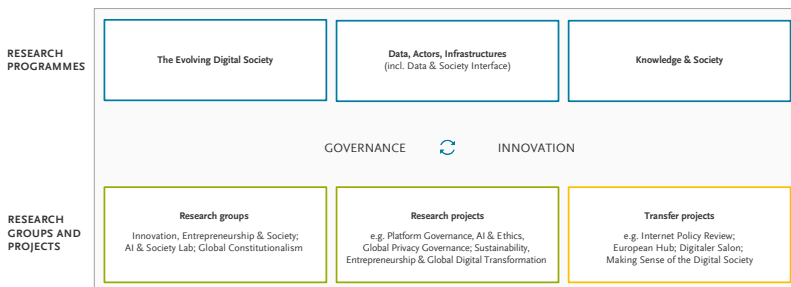 RESEARCH
PROGRAMMES
The Evolving Digital Society
Data, Actors, Infrastructures
(incl. Data & Society Interface)
Knowledge & Society
GOVERNANCE
INNOVATION
RESEARCH
GROUPS AND
PROJECTS
Research groups
Innovation, Entrepreneurship & Society;
AI & Society Lab; Global Constitutionalism
Research projects
e.g. Platform Governance, AI & Ethics,
Global Privacy Governance; Sustainability,
Entrepreneurship & Global Digital Transformation
Transfer projects
e.g. Internet Policy Review;
European Hub; Digitaler Salon;
Making Sense of the Digital Society